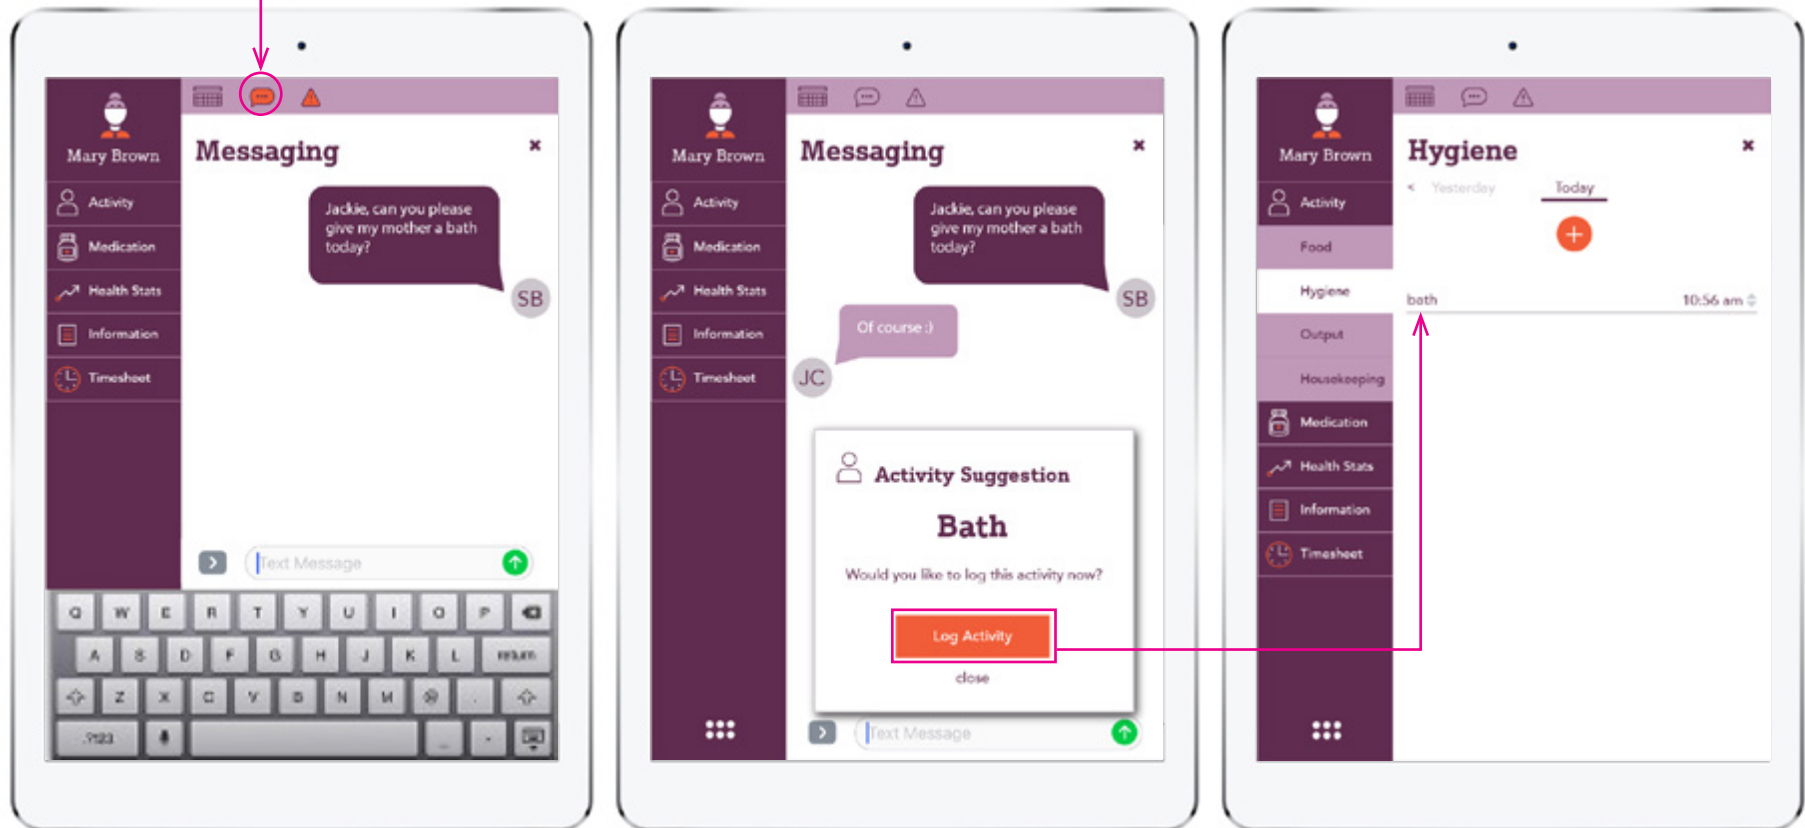 Mary Brown
Activity
Medication
Health Stats
Information
Timesheet
Messaging
Jackie, can you please
give my mother a bath
today?
SB
Text Message
Q W E R T Y U I O P
A S D F G H J K L return
Z X C V B N M @ .
.?123 _ -
Mary Brown
Activity
Medication
Health Stats
Information
Timesheet
Messaging
Jackie, can you please
give my mother a bath
today?
SB
Of course :)
JC
Activity Suggestion
Bath
Would you like to log this activity now?
Log Activity
close
Text Message
Mary Brown
Activity
Food
Hygiene
Output
Housekeeping
Medication
Health Stats
Information
Timesheet
Hygiene
< Yesterday Today
bath 10:56 am